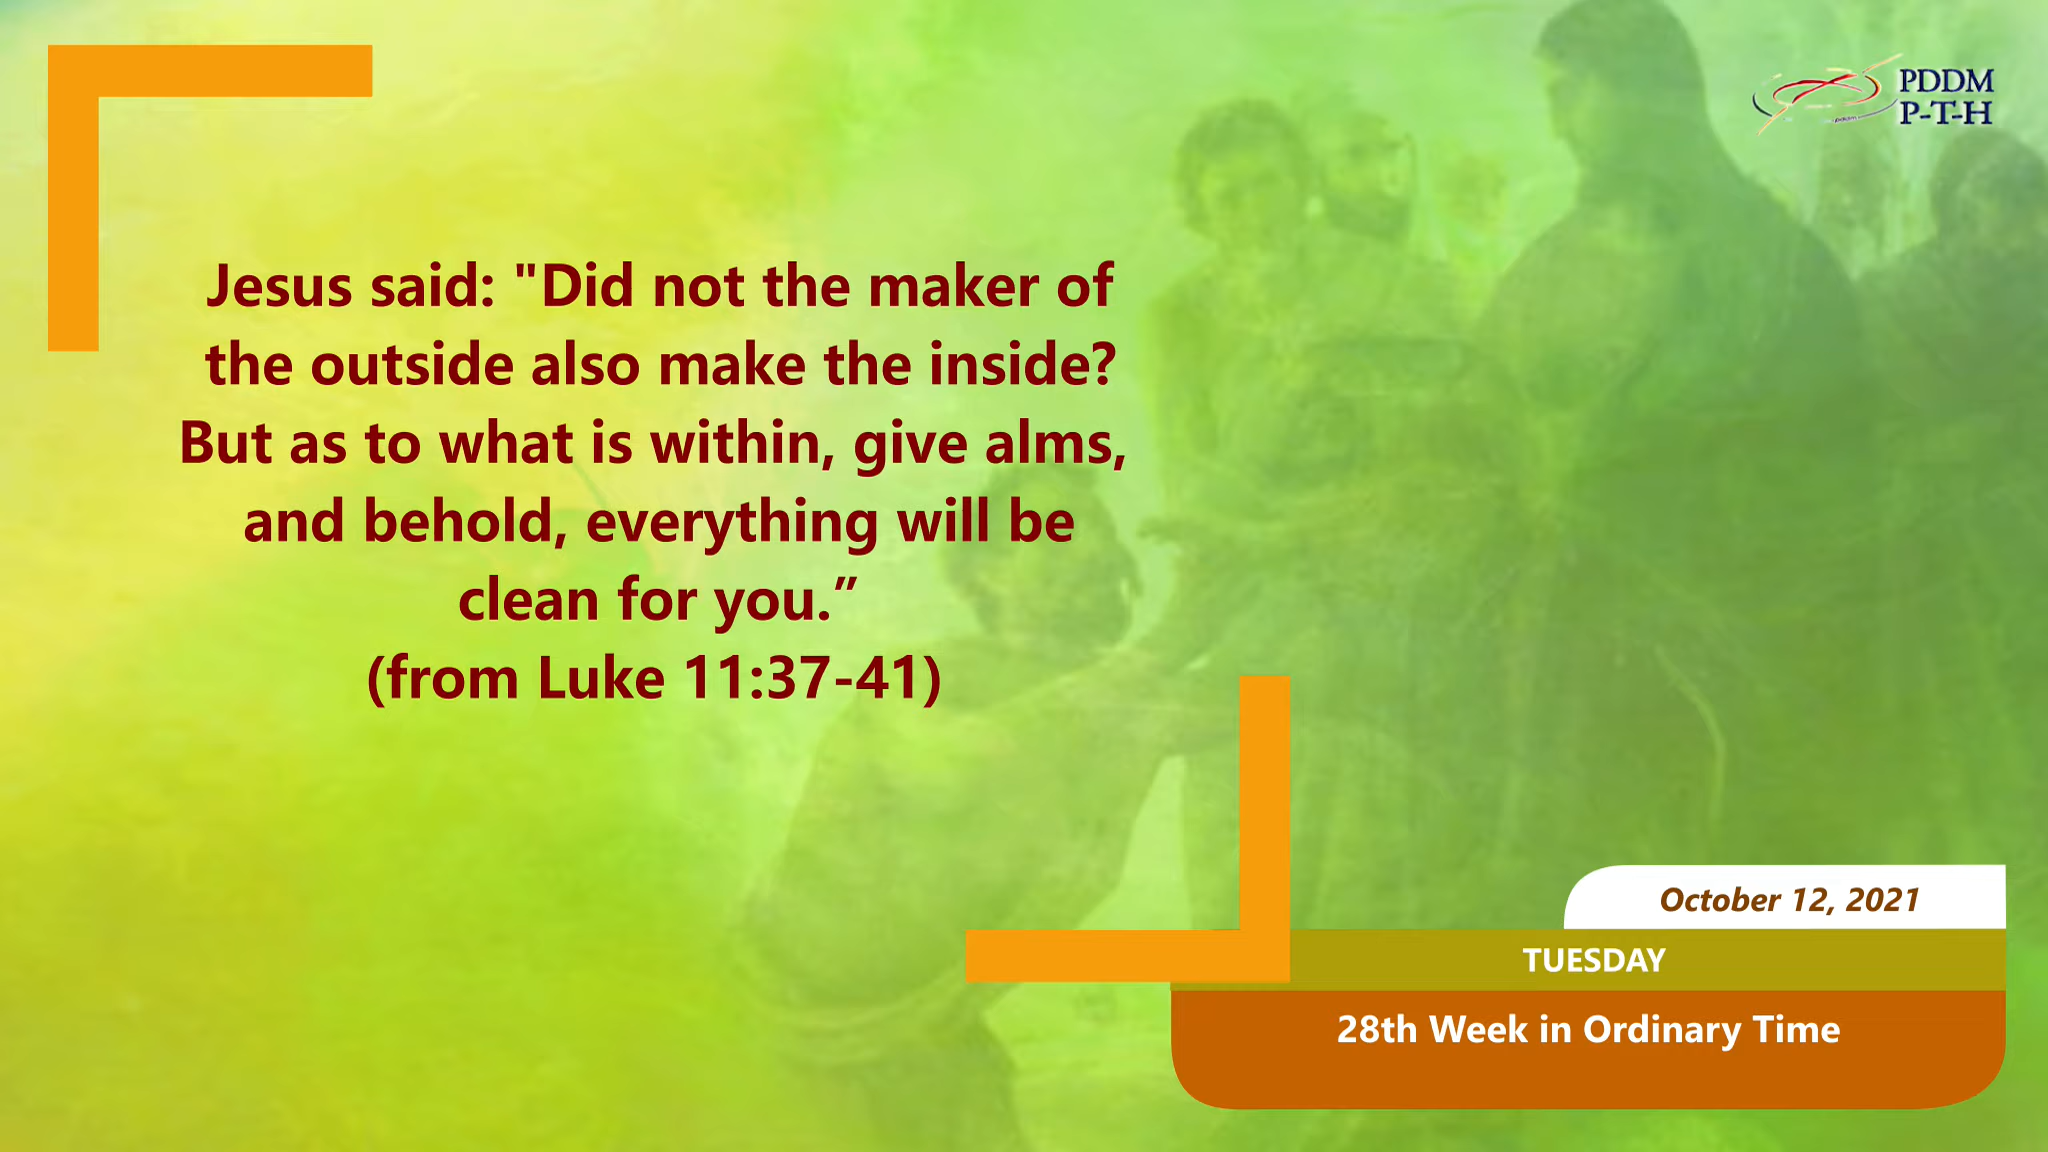 PDDM
P-T-H
Jesus said: "Did not the maker of
the outside also make the inside?
But as to what is within, give alms,
and behold, everything will be
clean for you.”
(from Luke 11:37-41)
October 12, 2021
TUESDAY
28th Week in Ordinary Time